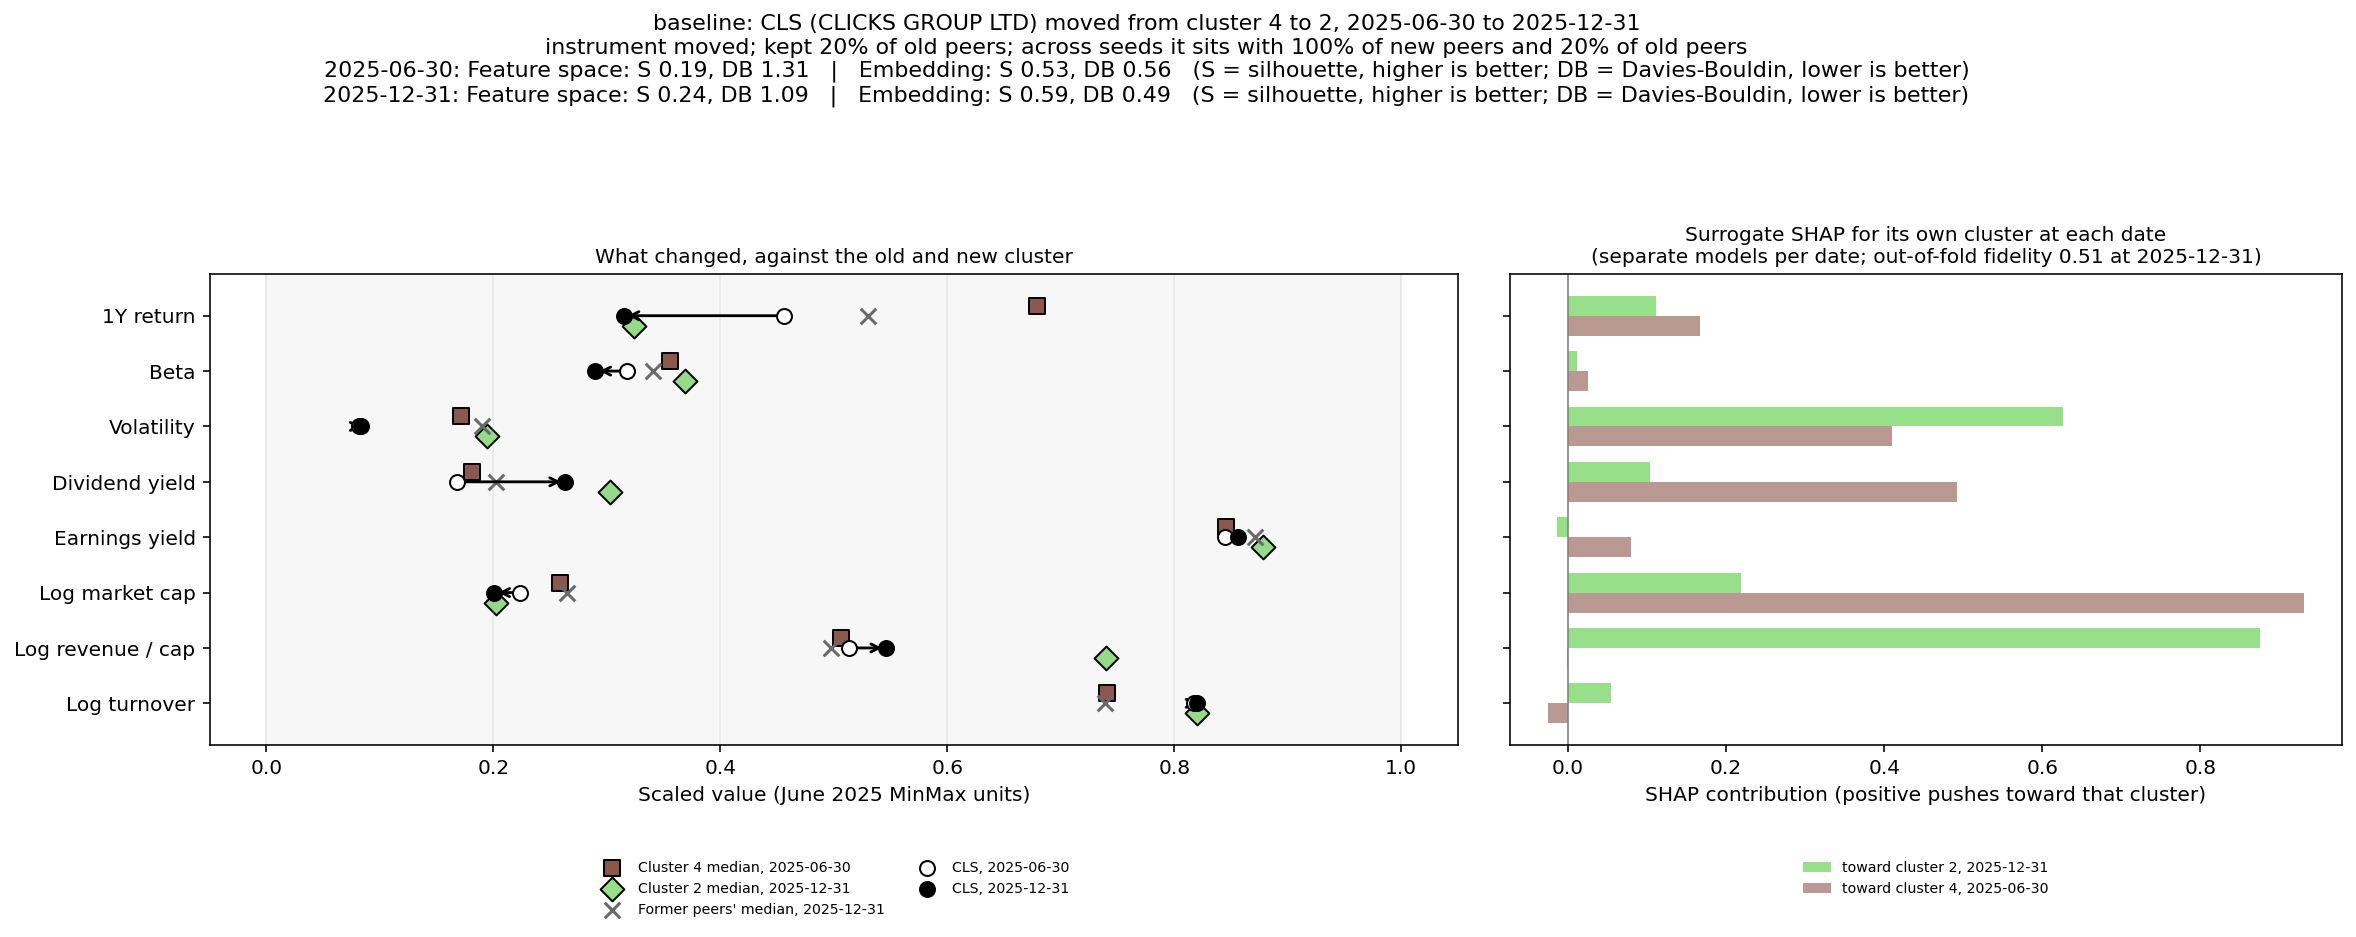 baseline: CLS (CLICKS GROUP LTD) moved from cluster 4 to 2, 2025-06-30 to 2025-12-31
instrument moved; kept 20% of old peers; across seeds it sits with 100% of new peers and 20% of old peers
2025-06-30: Feature space: S 0.19, DB 1.31   |   Embedding: S 0.53, DB 0.56   (S = silhouette, higher is better; DB = Davies-Bouldin, lower is better)
2025-12-31: Feature space: S 0.24, DB 1.09   |   Embedding: S 0.59, DB 0.49   (S = silhouette, higher is better; DB = Davies-Bouldin, lower is better)
What changed, against the old and new cluster
1Y return
Beta
Volatility
Dividend yield
Earnings yield
Log market cap
Log revenue / cap
Log turnover
0.0 0.2 0.4 0.6 0.8 1.0
Scaled value (June 2025 MinMax units)
Cluster 4 median, 2025-06-30
Cluster 2 median, 2025-12-31
Former peers' median, 2025-12-31
CLS, 2025-06-30
CLS, 2025-12-31
Surrogate SHAP for its own cluster at each date
(separate models per date; out-of-fold fidelity 0.51 at 2025-12-31)
0.0 0.2 0.4 0.6 0.8
SHAP contribution (positive pushes toward that cluster)
toward cluster 2, 2025-12-31
toward cluster 4, 2025-06-30